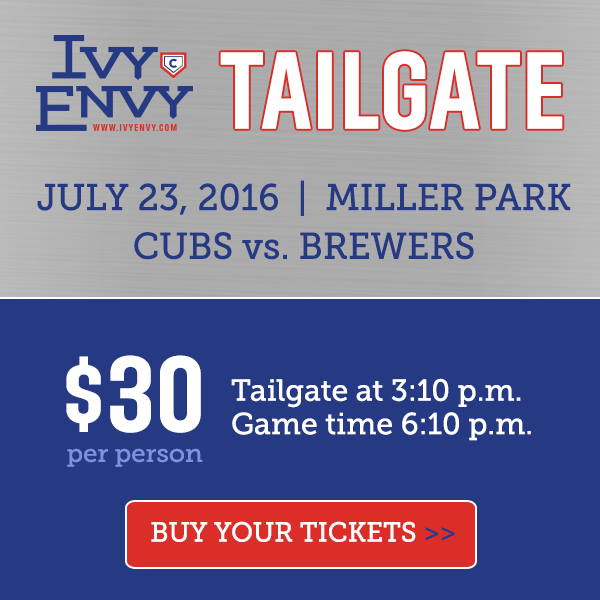 IVY
C
ENVY
WWW.IVYENVY.COM
TAILGATE
JULY 23, 2016 | MILLER PARK
CUBS vs. BREWERS
$30
per person
Tailgate at 3:10 p.m.
Game time 6:10 p.m.
BUY YOUR TICKETS >>